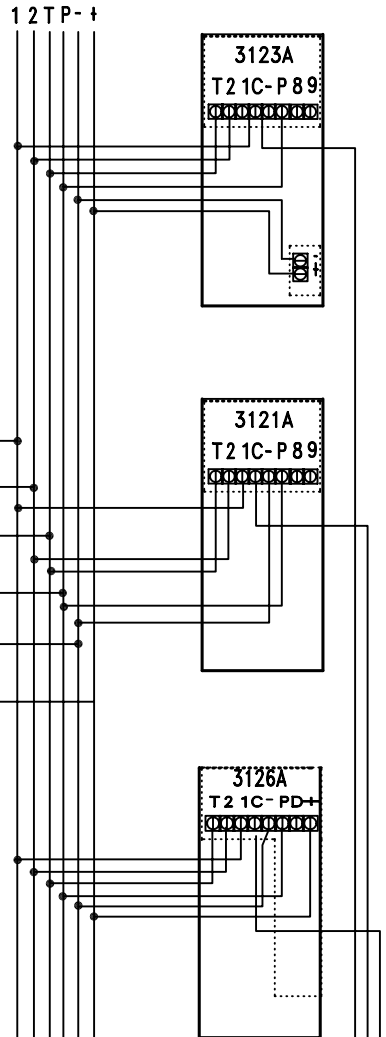 1 2 T P - +
3123A
T 2 1 C - P 8 9
-
+
3121A
T 2 1 C - P 8 9
3126A
T 2 1 C - P D +